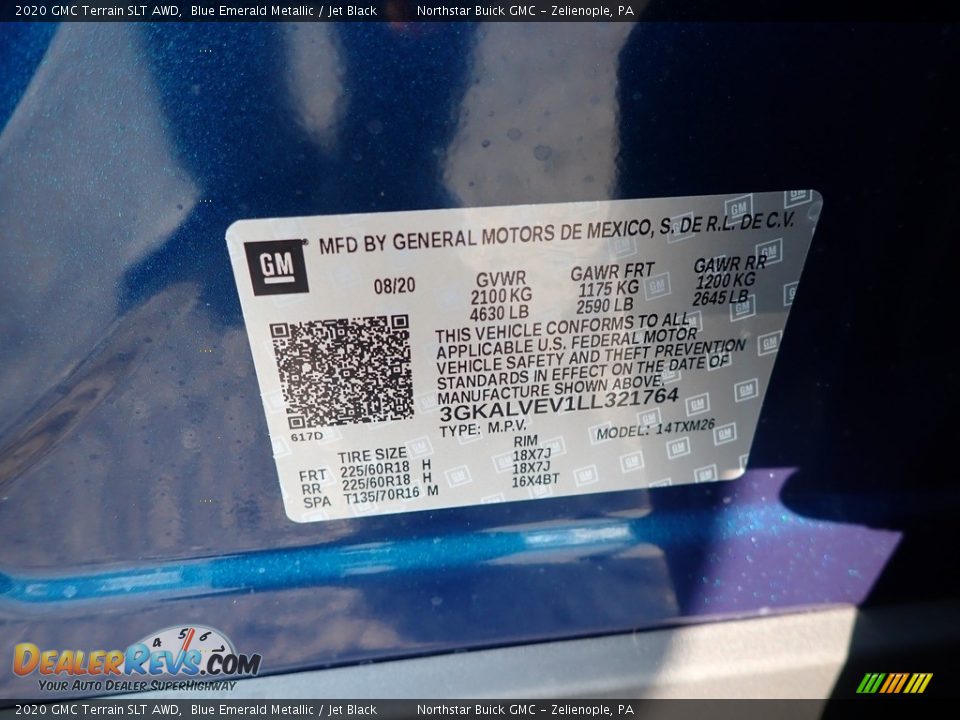 2020 GMC Terrain SLT AWD, Blue Emerald Metallic / Jet Black Northstar Buick GMC - Zelienople, PA
GM
MFD BY GENERAL MOTORS DE MEXICO, S. DE R.L. DE C.V.
08/20 GVWR GAWR FRT GAWR RR
2100 KG 1175 KG 1200 KG
4630 LB 2590 LB 2645 LB
THIS VEHICLE CONFORMS TO ALL
APPLICABLE U.S. FEDERAL MOTOR
VEHICLE SAFETY AND THEFT PREVENTION
STANDARDS IN EFFECT ON THE DATE OF
MANUFACTURE SHOWN ABOVE.
3GKALVEV1LL321764
617D
TYPE: M.P.V. MODEL: 14TXM26
TIRE SIZE RIM
FRT 225/60R18 H 18X7J
RR 225/60R18 H 18X7J
SPA T135/70R16 M 16X4BT
4 5 6
DEALERREVS.COM
YOUR AUTO DEALER SUPERHIGHWAY
2020 GMC Terrain SLT AWD, Blue Emerald Metallic / Jet Black Northstar Buick GMC - Zelienople, PA